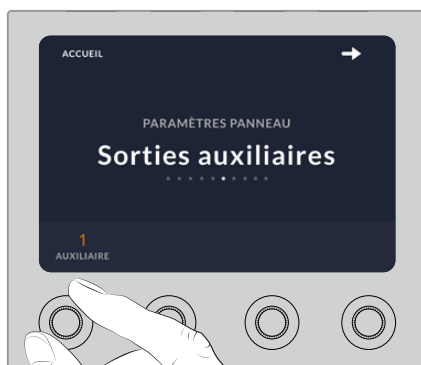 ACCUEIL
PARAMÈTRES PANNEAU
Sorties auxiliaires
1
AUXILIAIRE